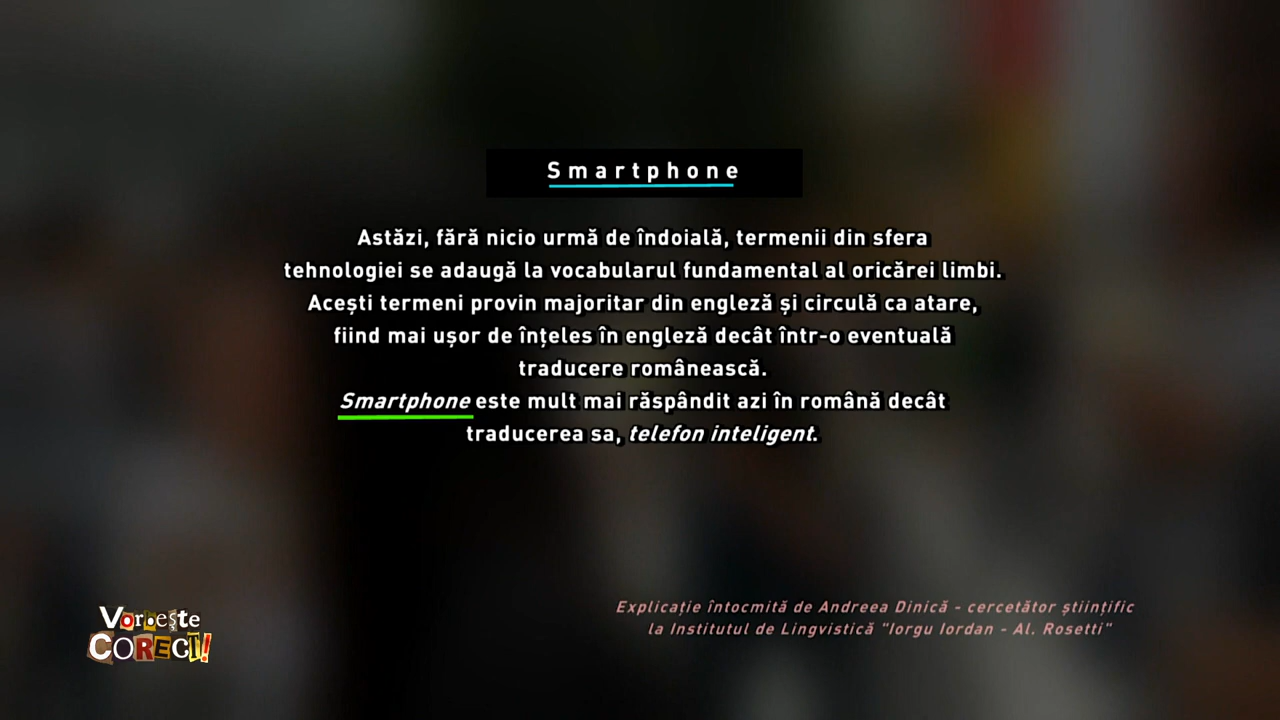 Smartphone
Astăzi, fără nicio urmă de îndoială, termenii din sfera
tehnologiei se adaugă la vocabularul fundamental al oricărei limbi.
Acești termeni provin majoritar din engleză și circulă ca atare,
fiind mai ușor de înțeles în engleză decât într-o eventuală
traducere românească.
Smartphone este mult mai răspândit azi în română decât
traducerea sa, telefon inteligent.
Explicație întocmită de Andreea Dinică - cercetător științific
la Institutul de Lingvistică "Iorgu Iordan - Al. Rosetti"
Vorbește
CORECT!